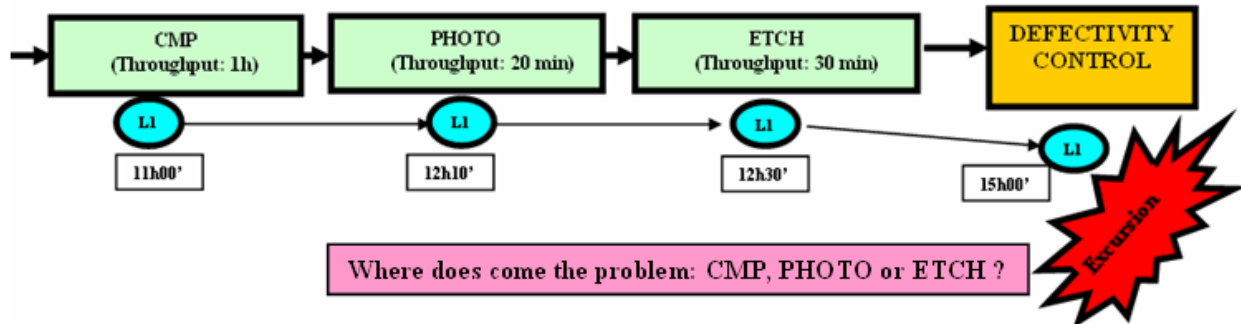 CMP
(Throughput: 1h)
PHOTO
(Throughput: 20 min)
ETCH
(Throughput: 30 min)
DEFECTIVITY
CONTROL
L1
L1
L1
L1
11h00’
12h10’
12h30’
15h00’
Excursion
Where does come the problem: CMP, PHOTO or ETCH ?